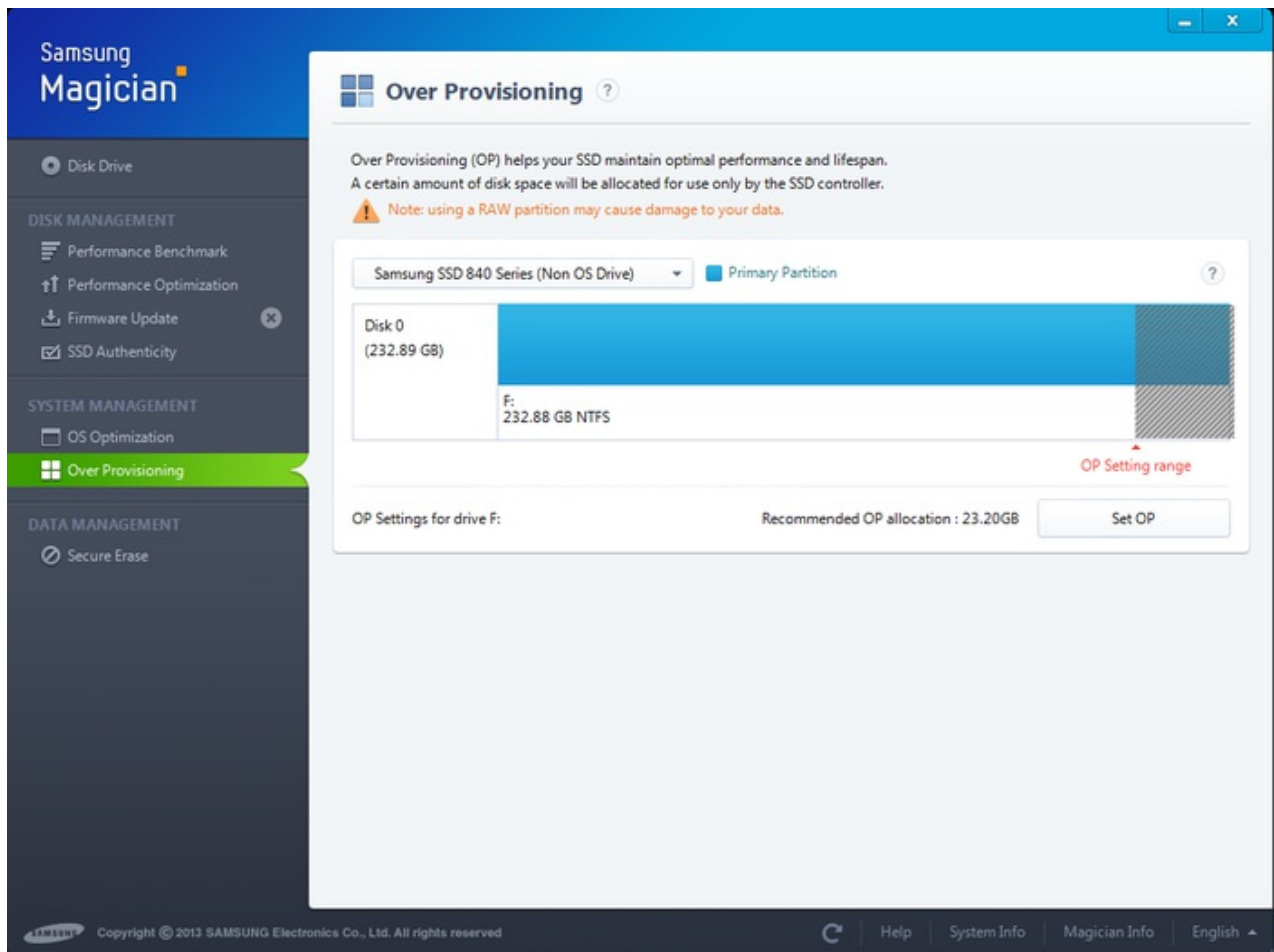 Samsung
Magician
Disk Drive
DISK MANAGEMENT
Performance Benchmark
Performance Optimization
Firmware Update
SSD Authenticity
SYSTEM MANAGEMENT
OS Optimization
Over Provisioning
DATA MANAGEMENT
Secure Erase
Over Provisioning ?
Over Provisioning (OP) helps your SSD maintain optimal performance and lifespan.
A certain amount of disk space will be allocated for use only by the SSD controller.
! Note: using a RAW partition may cause damage to your data.
Samsung SSD 840 Series (Non OS Drive) Primary Partition ?
Disk 0
(232.89 GB)
F:
232.88 GB NTFS
OP Setting range
OP Settings for drive F: Recommended OP allocation : 23.20GB Set OP
SAMSUNG Copyright © 2013 SAMSUNG Electronics Co., Ltd. All rights reserved Help System Info Magician Info English